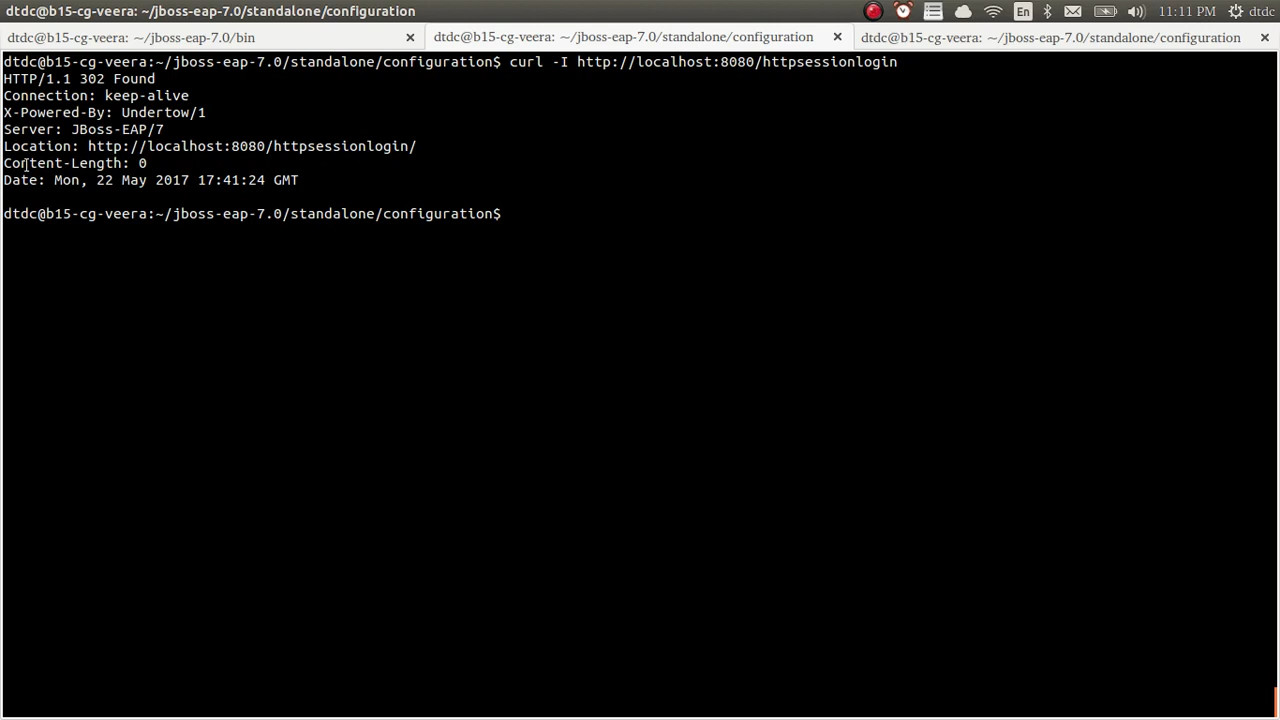 dtdc@b15-cg-veera: ~/jboss-eap-7.0/standalone/configuration
En
11:11 PM
dtdc
dtdc@b15-cg-veera: ~/jboss-eap-7.0/bin
dtdc@b15-cg-veera: ~/jboss-eap-7.0/standalone/configuration
dtdc@b15-cg-veera: ~/jboss-eap-7.0/standalone/configuration
dtdc@b15-cg-veera:~/jboss-eap-7.0/standalone/configuration$ curl -I http://localhost:8080/httpsessionlogin
HTTP/1.1 302 Found
Connection: keep-alive
X-Powered-By: Undertow/1
Server: JBoss-EAP/7
Location: http://localhost:8080/httpsessionlogin/
Content-Length: 0
Date: Mon, 22 May 2017 17:41:24 GMT
dtdc@b15-cg-veera:~/jboss-eap-7.0/standalone/configuration$